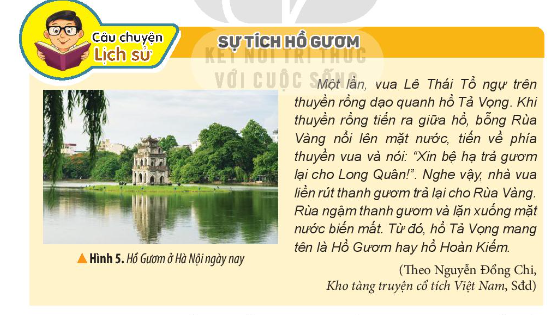 Câu chuyện
Lịch sử
SỰ TÍCH HỒ GƯƠM
KẾT NỐI TRI THỨC
VỚI CUỘC SỐNG
Một lần, vua Lê Thái Tổ ngự trên
thuyền rồng dạo quanh hồ Tả Vọng. Khi
thuyền rồng tiến ra giữa hồ, bỗng Rùa
Vàng nổi lên mặt nước, tiến về phía
thuyền vua và nói: “Xin bệ hạ trả gươm
lại cho Long Quân!”. Nghe vậy, nhà vua
liền rút thanh gươm trả lại cho Rùa Vàng.
Rùa ngậm thanh gươm và lặn xuống mặt
nước biến mất. Từ đó, hồ Tả Vọng mang
tên là Hồ Gươm hay hồ Hoàn Kiếm.
(Theo Nguyễn Đổng Chi,
Kho tàng truyện cổ tích Việt Nam, Sđd)
▲Hình 5. Hồ Gươm ở Hà Nội ngày nay